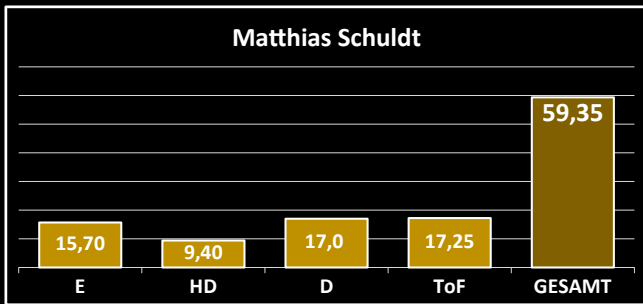 Matthias Schuldt
59,35
15,70 9,40 17,0 17,25
E HD D ToF GESAMT